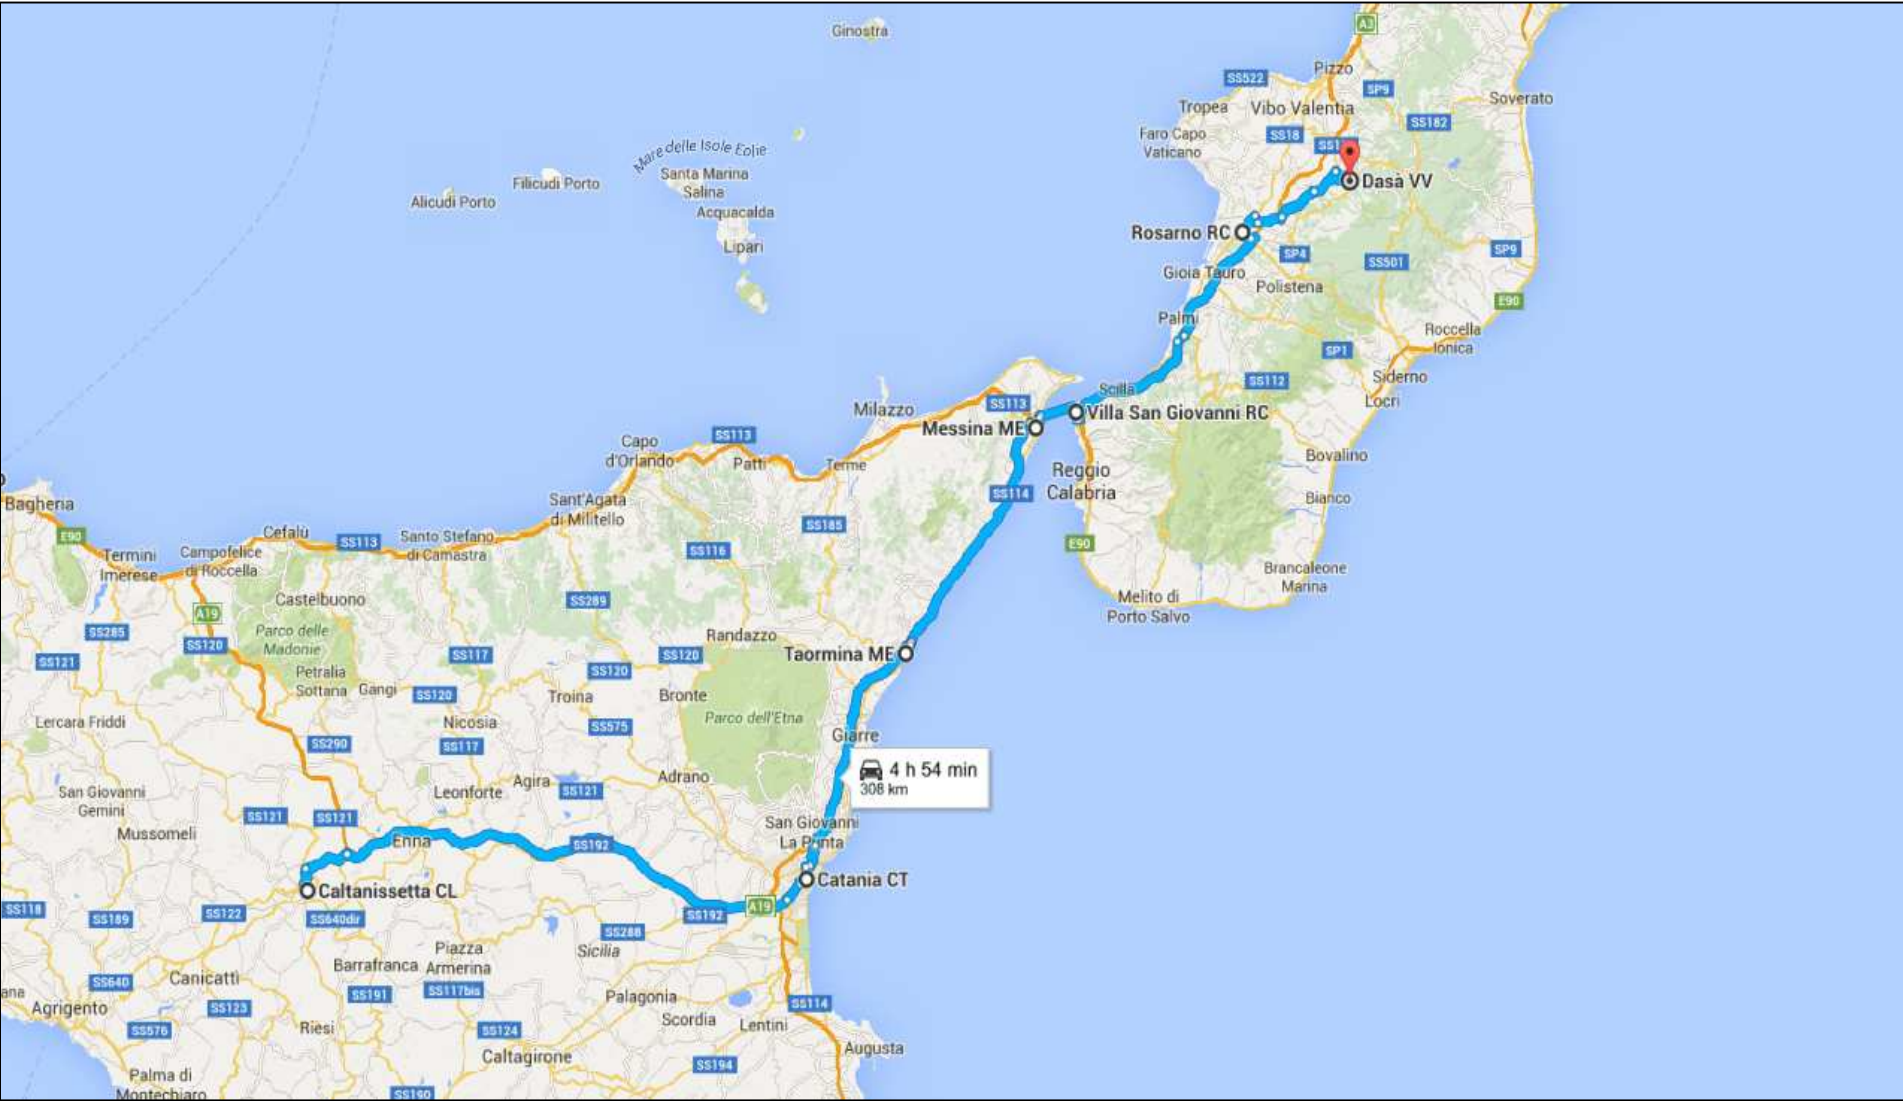 Ginostra
A3
Pizzo
SS522
SP9
Soverato
Tropea
Vibo Valentia
SS182
Faro Capo
Vaticano
SS18
SS1
Mare delle Isole Eolie
Santa Marina
Salina
Filicudi Porto
Alicudi Porto
Acquacalda
Lipari
Dasà VV
Rosarno RC
SP4
SS501
SP9
Gioia Tauro
Polistena
E90
Palmi
Roccella
Ionica
SP1
Siderno
SS112
Locri
Scilla
Milazzo
SS113
Villa San Giovanni RC
Messina ME
Capo
d'Orlando
SS113
Patti
Terme
Bovalino
Reggio
Calabria
SS114
Bianco
Bagheria
Sant'Agata
di Militello
SS185
E90
Cefalù
SS113
Santo Stefano
di Camastra
SS116
E90
Termini
Imerese
Campofelice
di Roccella
Brancaleone
Marina
Castelbuono
SS289
Melito di
Porto Salvo
A19
SS285
Parco delle
Madonie
Randazzo
SS120
SS121
SS117
SS120
SS120
Taormina ME
Petralia
Sottana
Gangi
SS120
Troina
Bronte
Lercara Friddi
Nicosia
SS575
Parco dell'Etna
SS290
SS117
Giarre
4 h 54 min
308 km
San Giovanni
Gemini
Leonforte
Agira
SS121
Adrano
SS121
SS121
Mussomeli
San Giovanni
La Punta
Enna
SS192
Caltanissetta CL
Catania CT
SS118
SS189
SS122
SS640dir
SS192
A19
SS288
Sicilia
Piazza
Armerina
Barrafranca
Canicattì
SS640
ana
Agrigento
SS123
SS191
SS117bis
Palagonia
SS114
Scordia
Lentini
SS576
Riesi
SS124
Caltagirone
Augusta
SS194
Palma di
Montechiaro
SS190